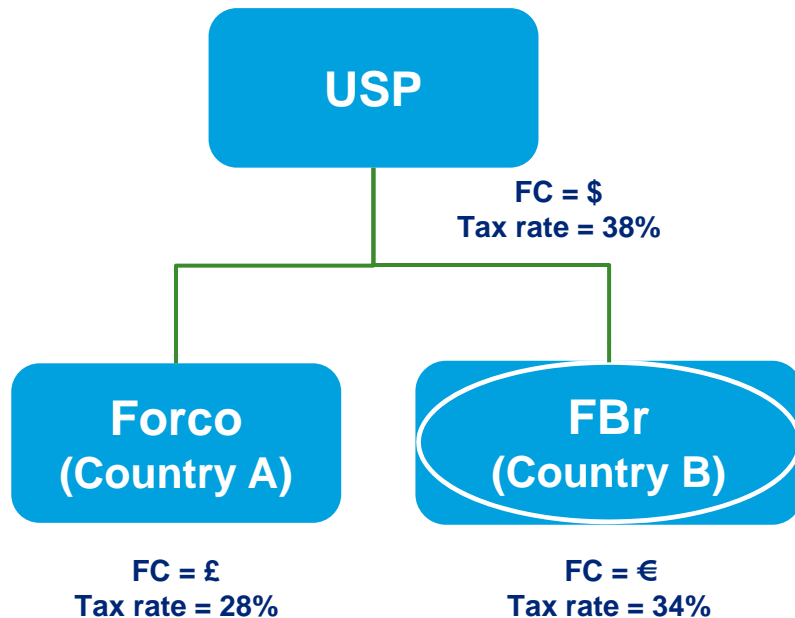 USP
FC = $
Tax rate = 38%
Forco
(Country A)
FBr
(Country B)
FC = £
Tax rate = 28%
FC = €
Tax rate = 34%